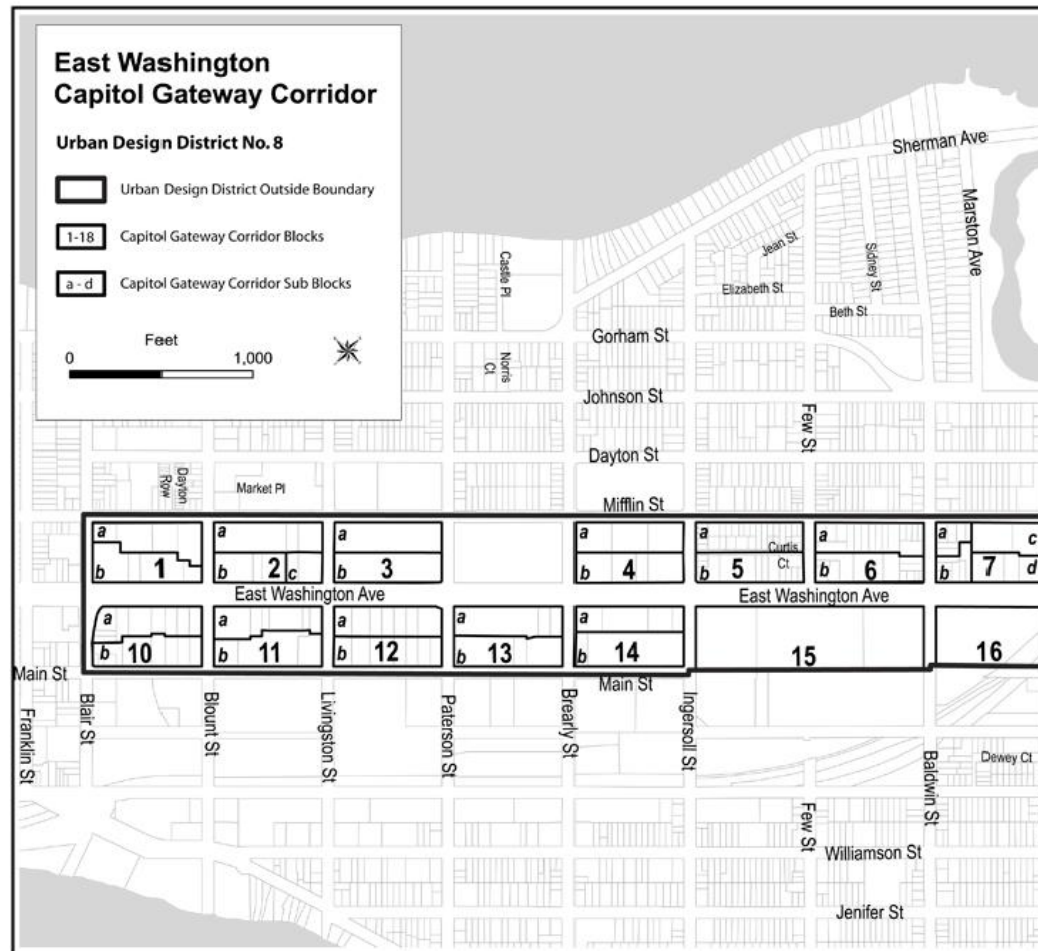 East Washington
Capitol Gateway Corridor
Urban Design District No. 8
Urban Design District Outside Boundary
1-18 Capitol Gateway Corridor Blocks
a - d Capitol Gateway Corridor Sub Blocks
Feet
0 1,000
Sherman Ave
Marston Ave
Jean St
Sidney St
Castle Pl
Elizabeth St
Beth St
Gorham St
Norris Ct
Johnson St
Few St
Dayton St
Dayton Row
Market Pl
Mifflin St
a a a a a a a c
b 1 b 2 c b 3 b 4 b 5 Curtis Ct b 6 b 7 d
East Washington Ave East Washington Ave
a a a a a
b 10 b 11 b 12 b 13 b 14 15 16
Main St Main St
Franklin St
Blair St
Blount St
Livingston St
Paterson St
Brearly St
Ingersoll St
Few St
Baldwin St
Dewey Ct
Williamson St
Jenifer St